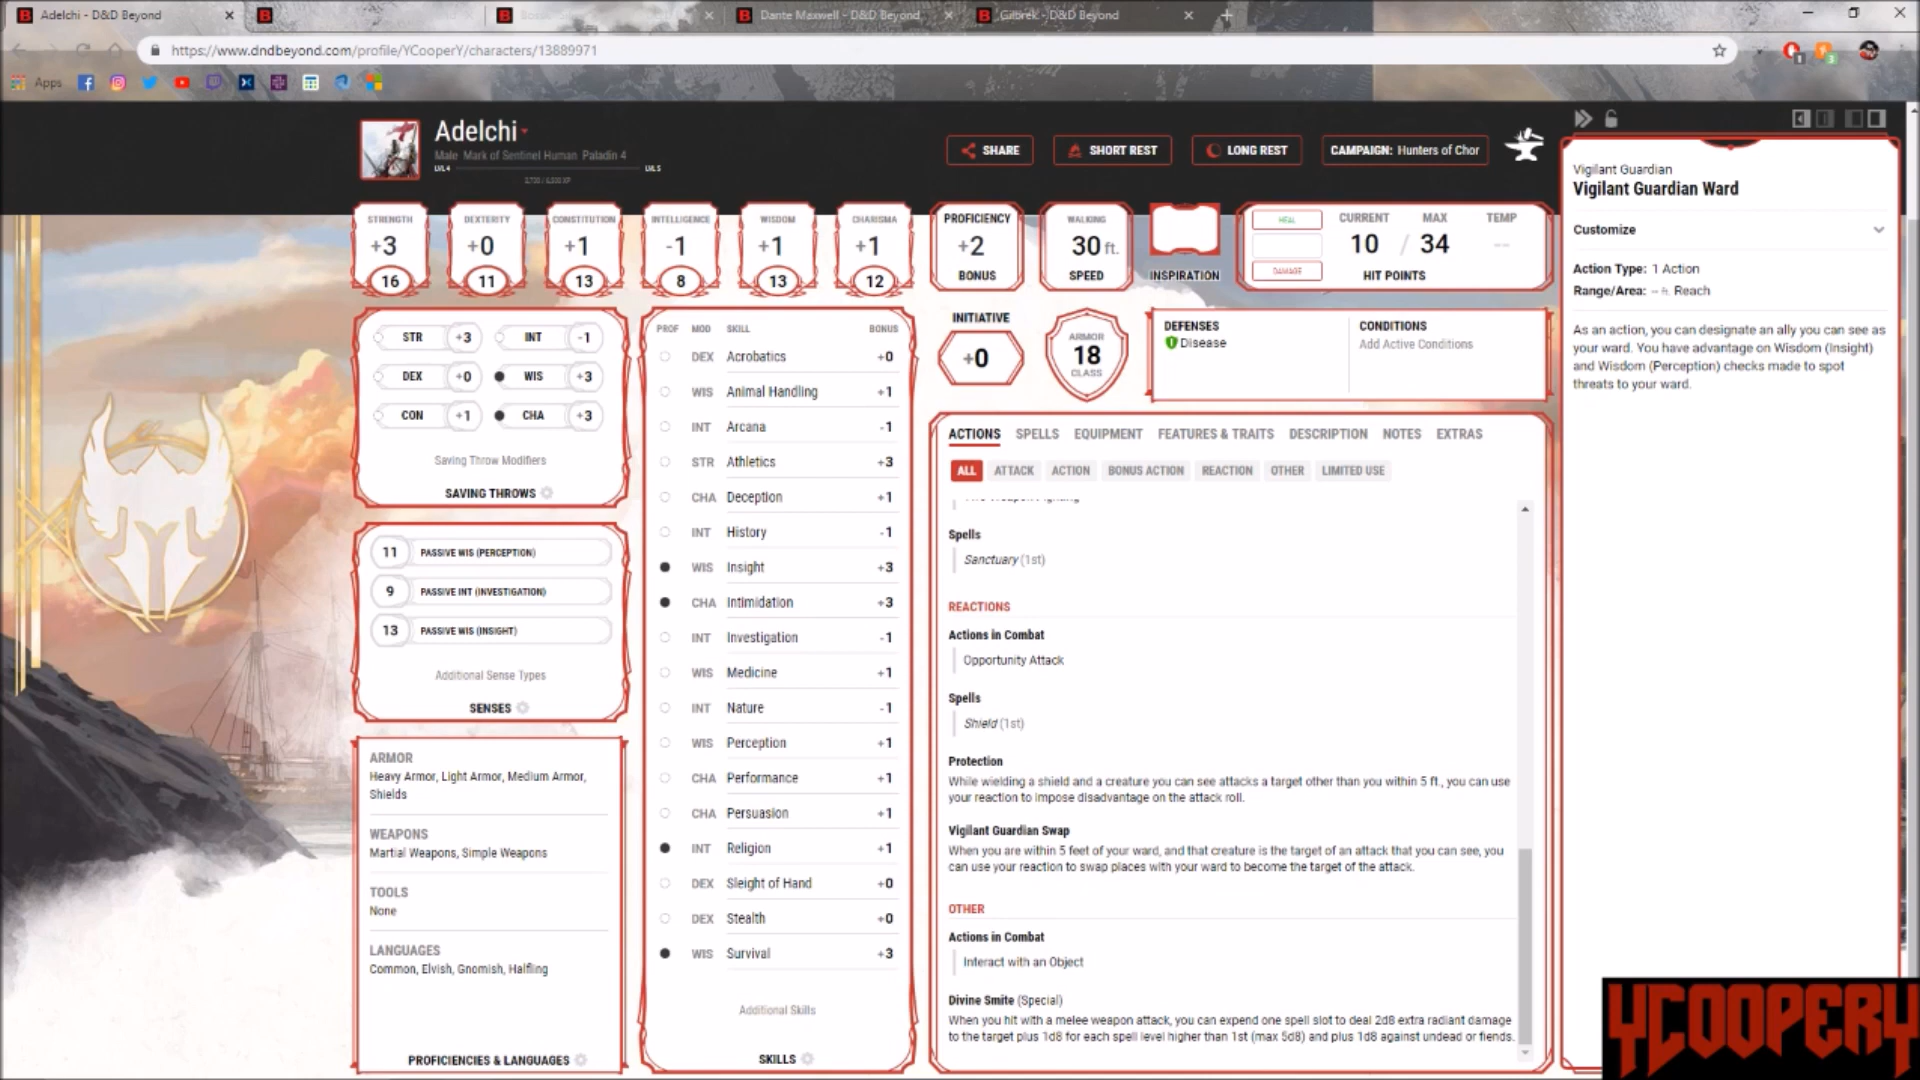 Adelchi - D&D Beyond
Dante Maxwell - D&D Beyond
Gilbrek - D&D Beyond
https://www.dndbeyond.com/profile/YCooperY/characters/13889971
Apps
Adelchi
Male Mark of Sentinel Human Paladin 4
LVL 4
LVL 5
SHARE
SHORT REST
LONG REST
CAMPAIGN: Hunters of Chor
STRENGTH
+3
16
DEXTERITY
+0
11
CONSTITUTION
+1
13
INTELLIGENCE
-1
8
WISDOM
+1
13
CHARISMA
+1
12
PROFICIENCY
+2
BONUS
WALKING
30 ft.
SPEED
INSPIRATION
HEAL
DAMAGE
CURRENT
MAX
TEMP
10 / 34 --
HIT POINTS
STR +3
INT -1
DEX +0
WIS +3
CON +1
CHA +3
Saving Throw Modifiers
SAVING THROWS
11 PASSIVE WIS (PERCEPTION)
9 PASSIVE INT (INVESTIGATION)
13 PASSIVE WIS (INSIGHT)
Additional Sense Types
SENSES
ARMOR
Heavy Armor, Light Armor, Medium Armor,
Shields
WEAPONS
Martial Weapons, Simple Weapons
TOOLS
None
LANGUAGES
Common, Elvish, Gnomish, Halfling
PROFICIENCIES & LANGUAGES
PROF MOD SKILL BONUS
DEX Acrobatics +0
WIS Animal Handling +1
INT Arcana -1
STR Athletics +3
CHA Deception +1
INT History -1
WIS Insight +3
CHA Intimidation +3
INT Investigation -1
WIS Medicine +1
INT Nature -1
WIS Perception +1
CHA Performance +1
CHA Persuasion +1
INT Religion +1
DEX Sleight of Hand +0
DEX Stealth +0
WIS Survival +3
Additional Skills
SKILLS
INITIATIVE
+0
ARMOR
18
CLASS
DEFENSES
Disease
CONDITIONS
Add Active Conditions
ACTIONS SPELLS EQUIPMENT FEATURES & TRAITS DESCRIPTION NOTES EXTRAS
ALL ATTACK ACTION BONUS ACTION REACTION OTHER LIMITED USE
Spells
Sanctuary (1st)
REACTIONS
Actions in Combat
Opportunity Attack
Spells
Shield (1st)
Protection
While wielding a shield and a creature you can see attacks a target other than you within 5 ft., you can use
your reaction to impose disadvantage on the attack roll.
Vigilant Guardian Swap
When you are within 5 feet of your ward, and that creature is the target of an attack that you can see, you
can use your reaction to swap places with your ward to become the target of the attack.
OTHER
Actions in Combat
Interact with an Object
Divine Smite (Special)
When you hit with a melee weapon attack, you can expend one spell slot to deal 2d8 extra radiant damage
to the target plus 1d8 for each spell level higher than 1st (max 5d8) and plus 1d8 against undead or fiends.
Vigilant Guardian
Vigilant Guardian Ward
Customize
Action Type: 1 Action
Range/Area: -- ft. Reach
As an action, you can designate an ally you can see as
your ward. You have advantage on Wisdom (Insight)
and Wisdom (Perception) checks made to spot
threats to your ward.
YCOOPERY